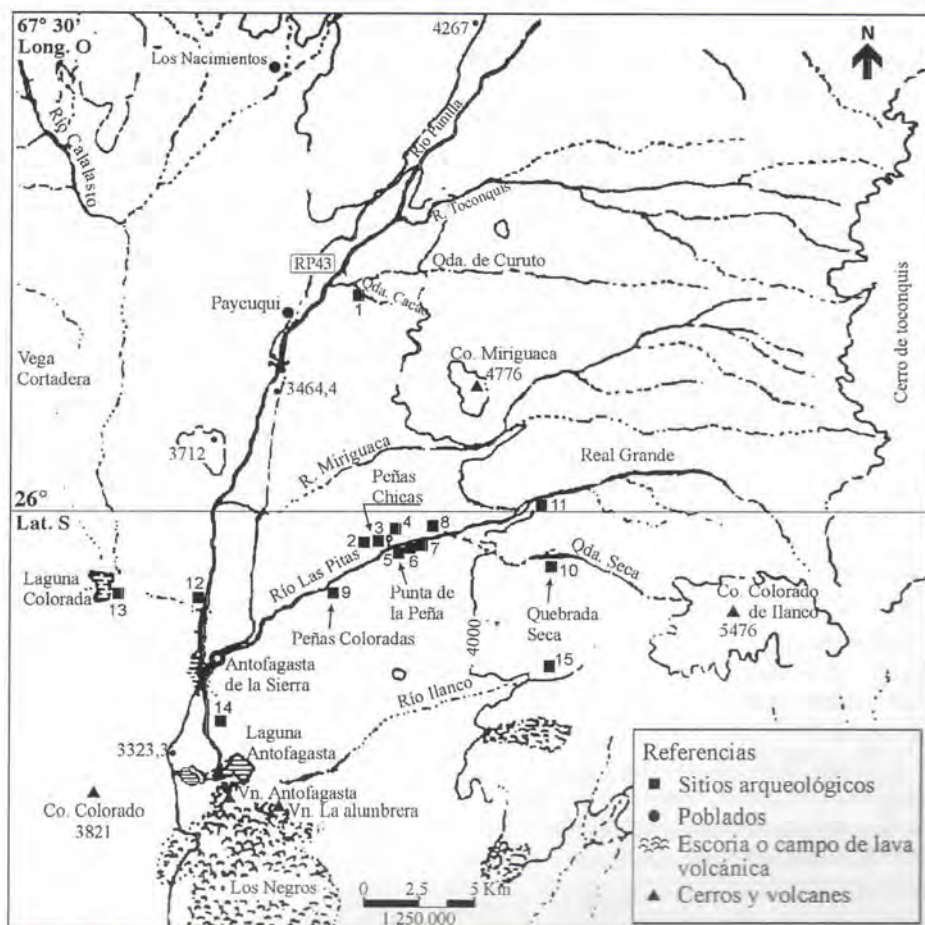 67° 30'
Long. O
4267
N
Los Nacimientos
Río Calalasto
Río Punilla
R. Toconquis
RP43
Qda. de Curuto
Qda. Cacao
1
Paycuqui
Cerro de toconquis
Vega
Cortadera
Co. Miriguaca
4776
3464,4
3712
R. Miriguaca
Real Grande
Peñas
Chicas
26°
Lat. S
11
2
3
4
8
5
6
7
Río Las Pitas
Punta de
la Peña
Qda. Seca
10
Laguna
Colorada
13
12
9
Peñas Coloradas
Quebrada
Seca
Co. Colorado
de Ilanco
5476
4000
Antofagasta
de la Sierra
15
Río Ilanco
14
3323,3
Laguna
Antofagasta
Co. Colorado
3821
Vn. Antofagasta
Vn. La alumbrera
Los Negros
0 2,5 5 Km
1:250.000
Referencias
Sitios arqueológicos
Poblados
Escoria o campo de lava
volcánica
Cerros y volcanes